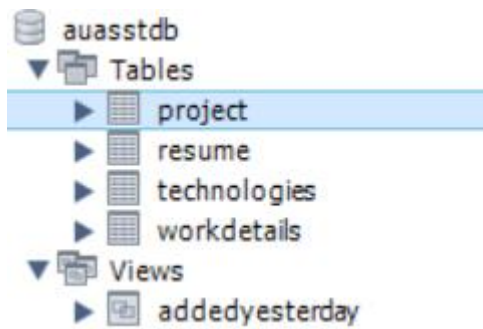 auasstdb
Tables
project
resume
technologies
workdetails
Views
addedyesterday